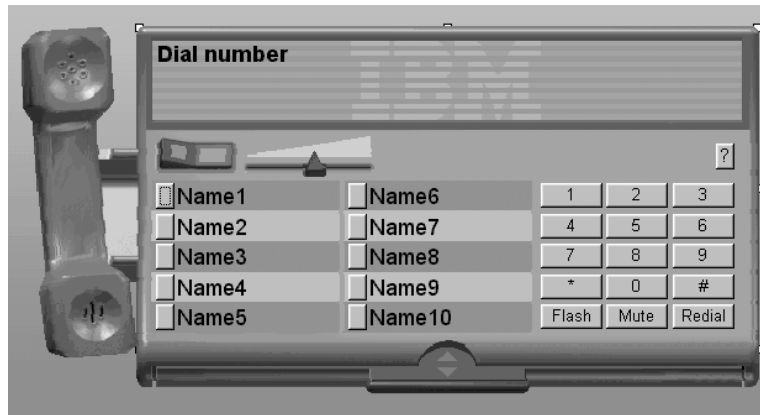 Dial number
IBM
?
Name1 Name6 1 2 3
Name2 Name7 4 5 6
Name3 Name8 7 8 9
Name4 Name9 * 0 #
Name5 Name10 Flash Mute Redial